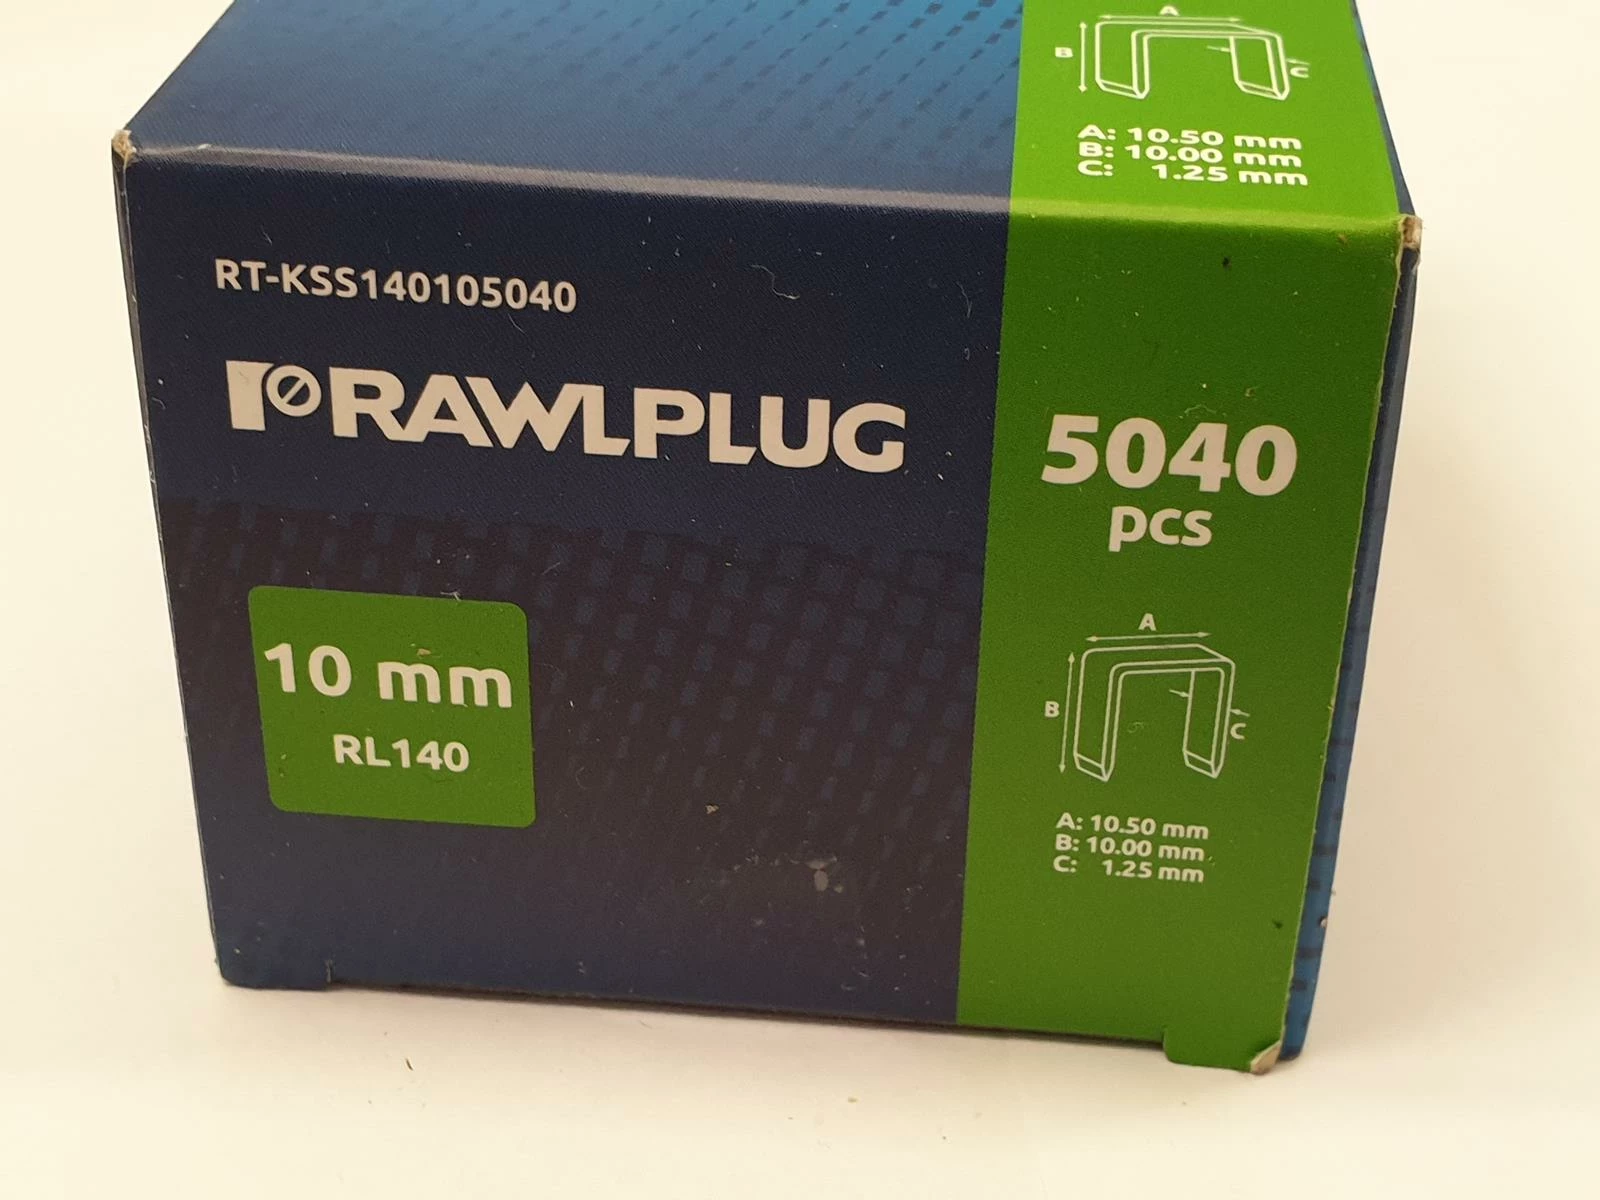 A
B
C
A: 10.50 mm
B: 10.00 mm
C: 1.25 mm
RT-KSS140105040
RAWLPLUG
5040
pcs
10 mm
RL140
A
B
C
A: 10.50 mm
B: 10.00 mm
C: 1.25 mm